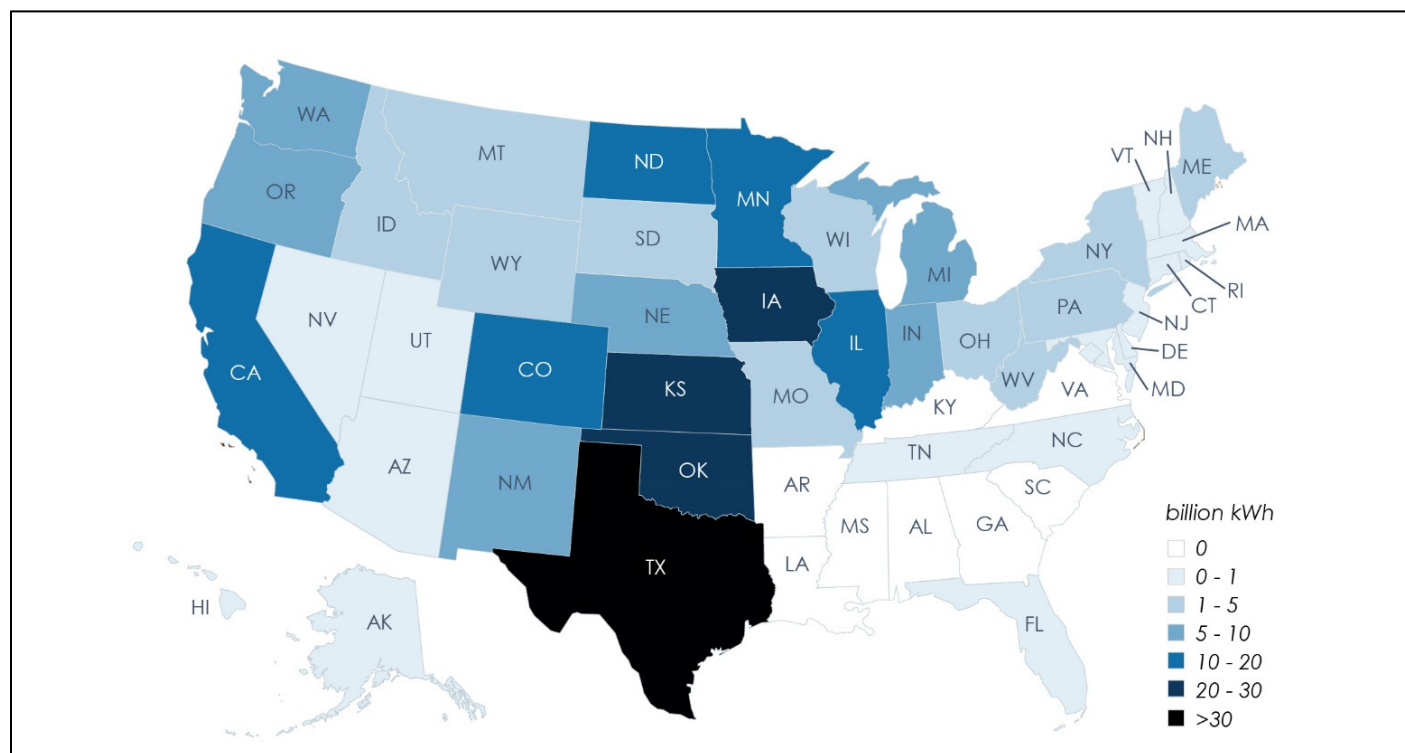 WA
MT
ND
MN
VT
NH
ME
OR
ID
SD
WI
MA
WY
NY
MI
RI
IA
CT
NE
PA
NJ
NV
UT
IL
IN
OH
DE
CA
CO
WV
MD
KS
MO
KY
VA
AZ
NM
OK
TN
NC
AR
SC
MS
AL
GA
LA
TX
HI
AK
FL
billion kWh
0
0 - 1
1 - 5
5 - 10
10 - 20
20 - 30
>30